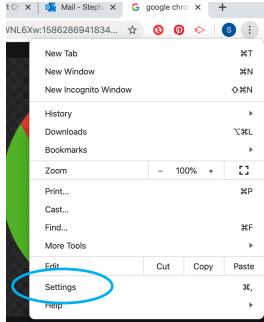 Mail - Steph google chro
NL6Xw:1586286941834... S
New Tab ⌘T
New Window ⌘N
New Incognito Window ⇧⌘N
History
Downloads ⌥⌘L
Bookmarks
Zoom - 100% +
Print... ⌘P
Cast...
Find... ⌘F
More Tools
Edit Cut Copy Paste
Settings ⌘,
Help